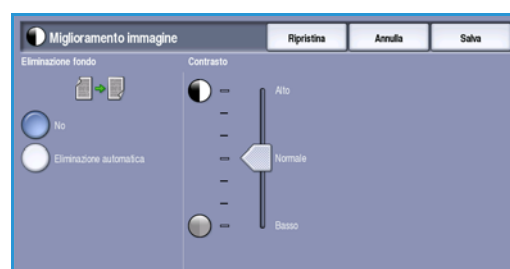 Miglioramento immagine
Ripristina
Annulla
Salva
Eliminazione fondo
No
Eliminazione automatica
Contrasto
Alto
Normale
Basso